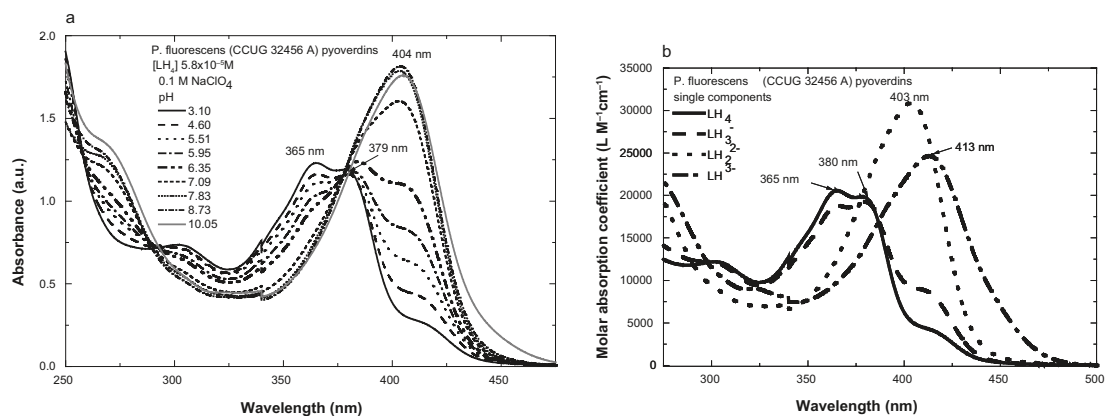 a
P. fluorescens (CCUG 32456 A) pyoverdins
[LH₄] 5.8x10⁻⁵M
0.1 M NaClO₄
pH
3.10
4.60
5.51
5.95
6.35
7.09
7.83
8.73
10.05
404 nm
365 nm
379 nm
2.0
1.5
1.0
0.5
0.0
250
300
350
400
450
Absorbance (a.u.)
Wavelength (nm)
b
P. fluorescens (CCUG 32456 A) pyoverdins
single components
LH₄
LH₃⁻
LH₂²⁻
LH³⁻
403 nm
413 nm
380 nm
365 nm
35000
30000
25000
20000
15000
10000
5000
0
300
350
400
450
500
Molar absorption coefficient (L M⁻¹cm⁻¹)
Wavelength (nm)